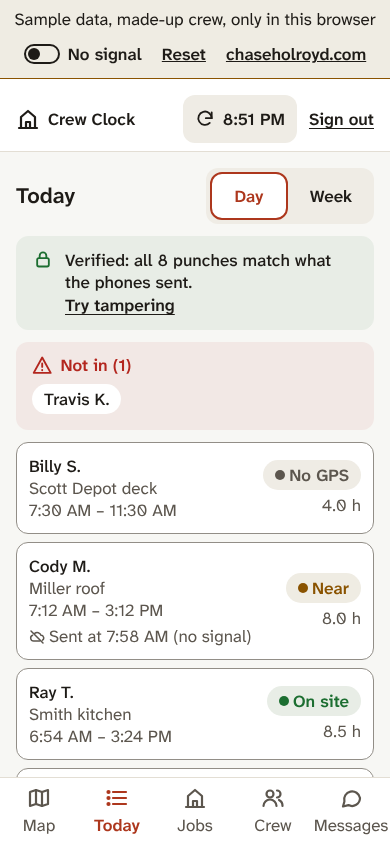 Sample data, made-up crew, only in this browser
No signal Reset chaseholroyd.com
Crew Clock 8:51 PM Sign out
Today Day Week
Verified: all 8 punches match what
the phones sent.
Try tampering
Not in (1)
Travis K.
Billy S.
No GPS
Scott Depot deck
7:30 AM – 11:30 AM
4.0 h
Cody M.
Miller roof
Near
7:12 AM – 3:12 PM
8.0 h
Sent at 7:58 AM (no signal)
Ray T.
On site
Smith kitchen
6:54 AM – 3:24 PM
8.5 h
Map Today Jobs Crew Messages